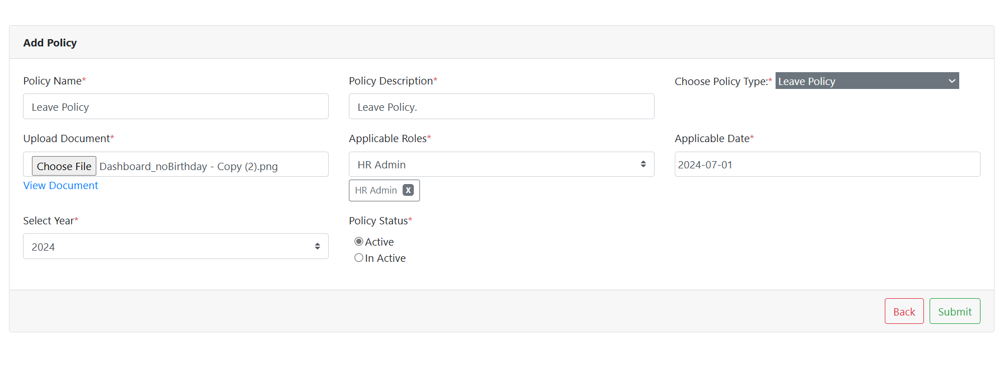 Add Policy
Policy Name*
Policy Description*
Choose Policy Type:* Leave Policy
Leave Policy
Leave Policy.
Upload Document*
Applicable Roles*
Applicable Date*
Choose File Dashboard_noBirthday - Copy (2).png
HR Admin
2024-07-01
View Document
HR Admin X
Select Year*
Policy Status*
2024
Active
In Active
Back
Submit